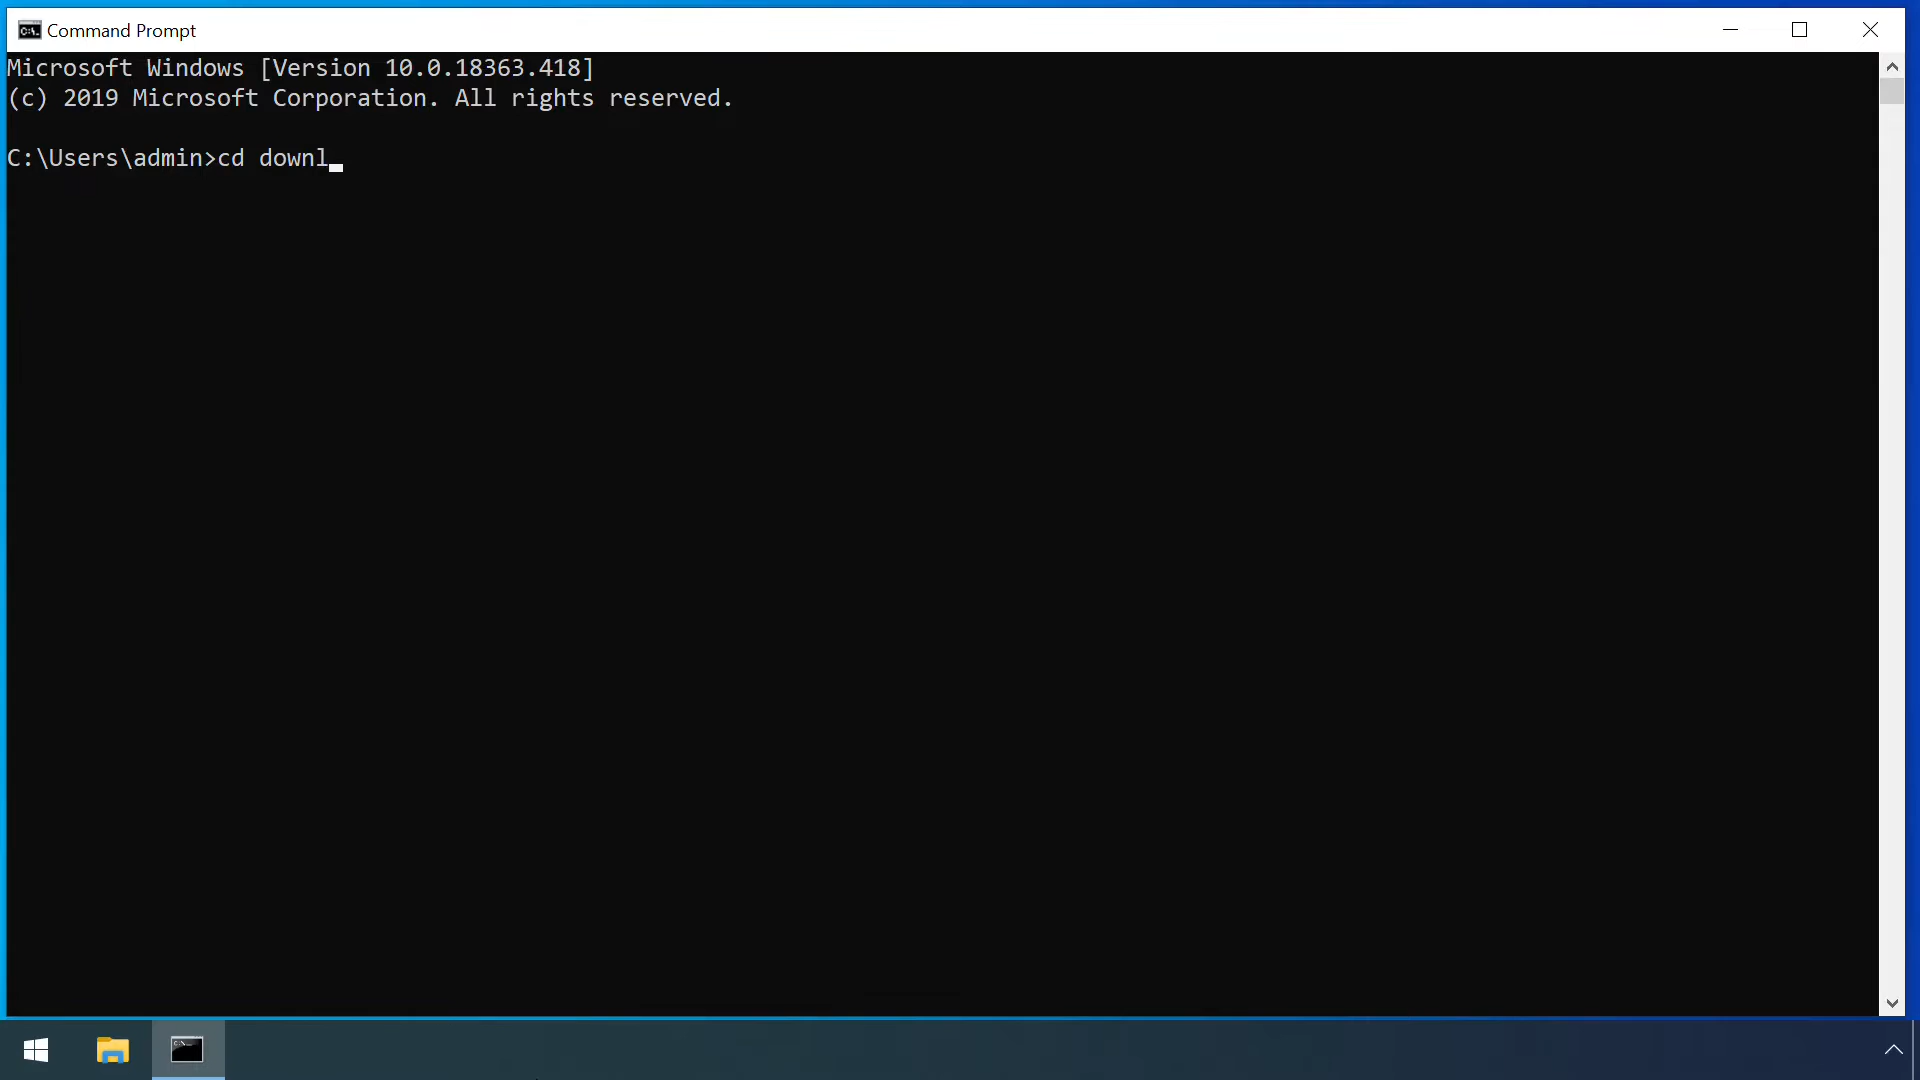 Command Prompt
Microsoft Windows [Version 10.0.18363.418]
(c) 2019 Microsoft Corporation. All rights reserved.
C:\Users\admin>cd downl